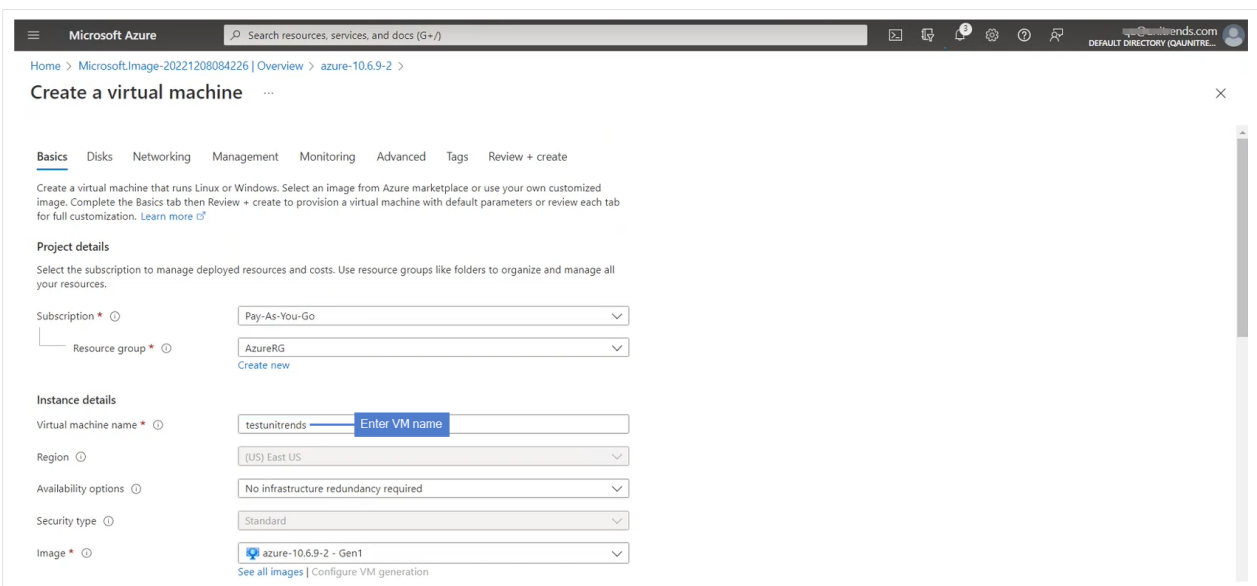 Microsoft Azure
Search resources, services, and docs (G+/)
3
DEFAULT DIRECTORY (QAUNITRE...
Home > Microsoft.Image-20221208084226 | Overview > azure-10.6.9-2 >
Create a virtual machine ...
Basics Disks Networking Management Monitoring Advanced Tags Review + create
Create a virtual machine that runs Linux or Windows. Select an image from Azure marketplace or use your own customized
image. Complete the Basics tab then Review + create to provision a virtual machine with default parameters or review each tab
for full customization. Learn more
Project details
Select the subscription to manage deployed resources and costs. Use resource groups like folders to organize and manage all
your resources.
Subscription * Pay-As-You-Go
Resource group * AzureRG
Create new
Instance details
Virtual machine name * testunitrends Enter VM name
Region (US) East US
Availability options No infrastructure redundancy required
Security type Standard
Image * azure-10.6.9-2 - Gen1
See all images | Configure VM generation